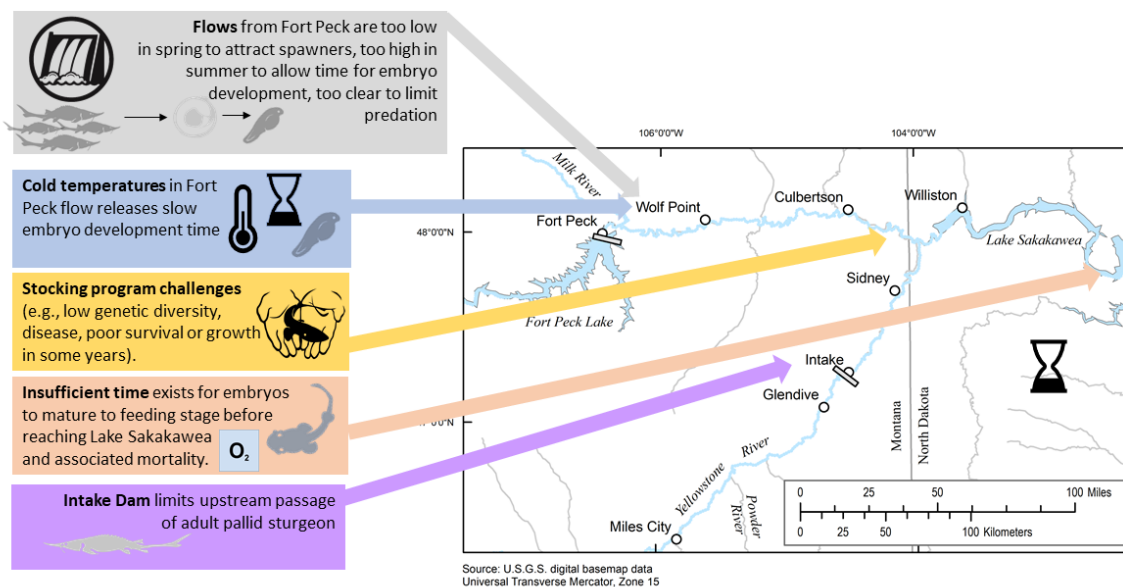 Flows from Fort Peck are too low
in spring to attract spawners, too high in
summer to allow time for embryo
development, too clear to limit
predation
Cold temperatures in Fort
Peck flow releases slow
embryo development time
Stocking program challenges
(e.g., low genetic diversity,
disease, poor survival or growth
in some years).
Insufficient time exists for embryos
to mature to feeding stage before
reaching Lake Sakakawea
and associated mortality.
O₂
Intake Dam limits upstream passage
of adult pallid sturgeon
106°0'0"W
104°0'0"W
Milk River
Wolf Point
Culbertson
Williston
Fort Peck
48°0'0"N
Lake Sakakawea
Sidney
Fort Peck Lake
Intake
Glendive
0'0"N
Montana
North Dakota
Yellowstone
River
Powder
River
Miles City
0 25 50 100 Miles
0 25 50 100 Kilometers
Source: U.S.G.S. digital basemap data
Universal Transverse Mercator, Zone 15